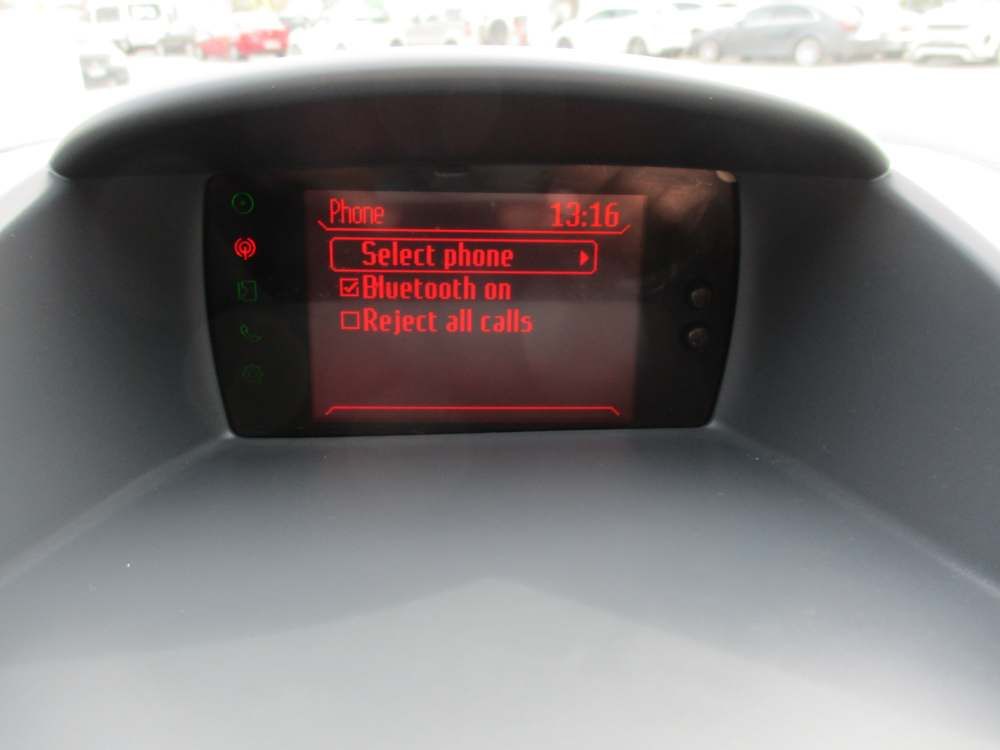 Phone 13:16
Select phone
Bluetooth on
Reject all calls